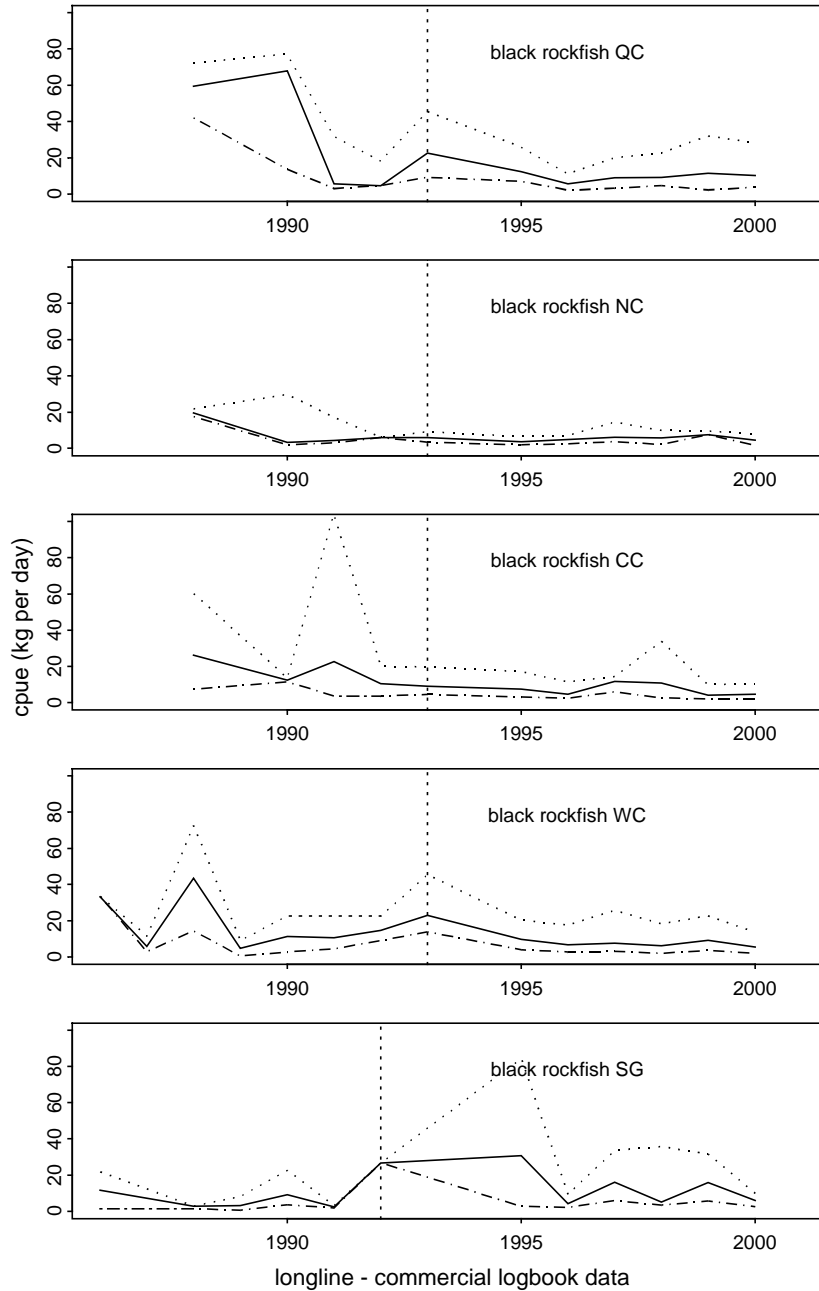 black rockfish QC
0 20 40 60 80
1990 1995 2000
black rockfish NC
0 20 40 60 80
1990 1995 2000
black rockfish CC
0 20 40 60 80
1990 1995 2000
cpue (kg per day)
black rockfish WC
0 20 40 60 80
1990 1995 2000
black rockfish SG
0 20 40 60 80
1990 1995 2000
longline - commercial logbook data